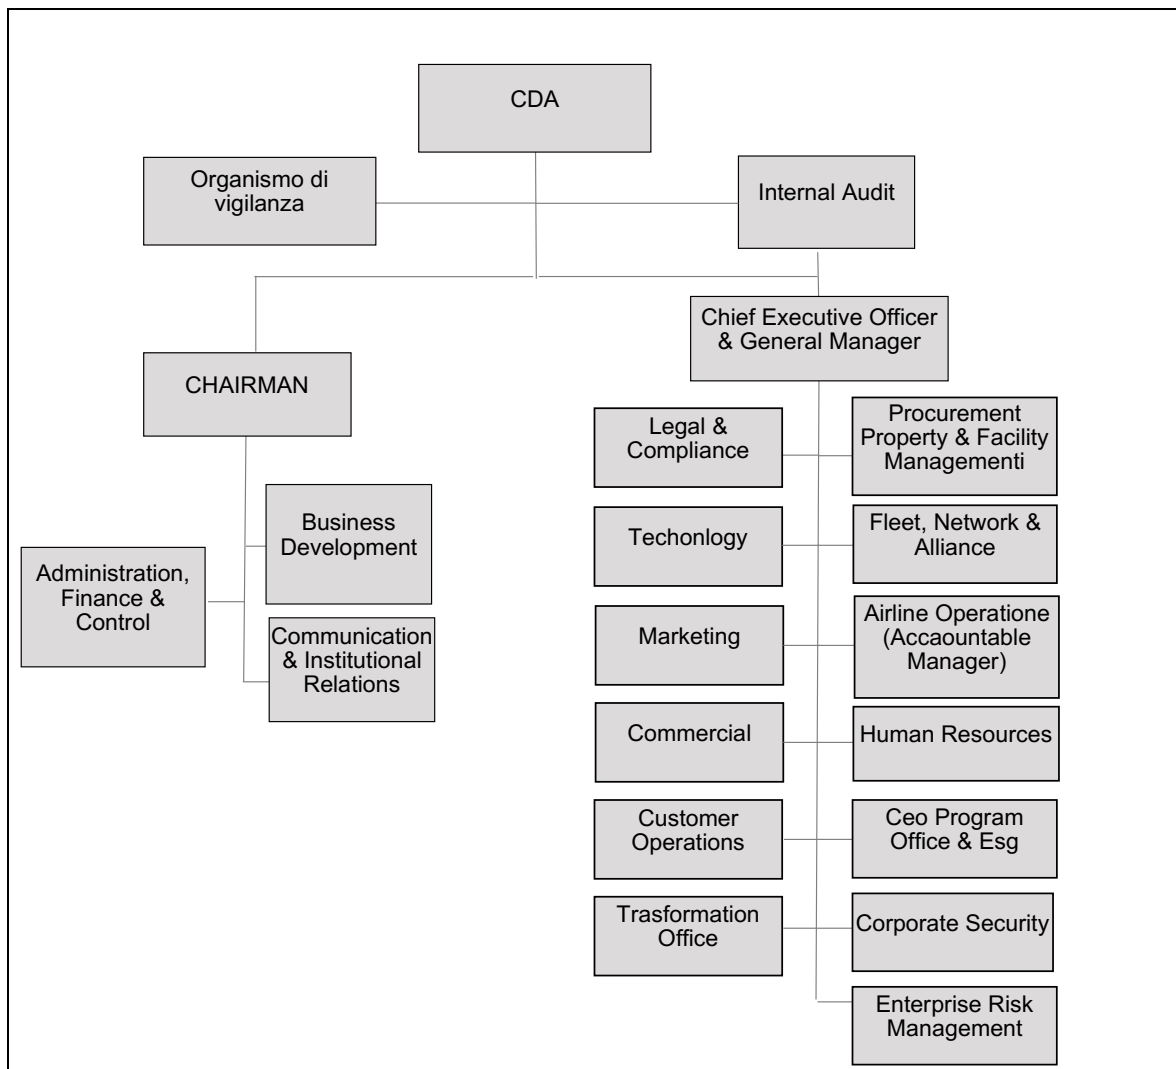 CDA
Organismo di
vigilanza
Internal Audit
Chief Executive Officer
& General Manager
CHAIRMAN
Business
Development
Administration,
Finance &
Control
Communication
& Institutional
Relations
Legal &
Compliance
Procurement
Property & Facility
Managementi
Techonlogy
Fleet, Network &
Alliance
Marketing
Airline Operatione
(Accaountable
Manager)
Commercial
Human Resources
Customer
Operations
Ceo Program
Office & Esg
Trasformation
Office
Corporate Security
Enterprise Risk
Management